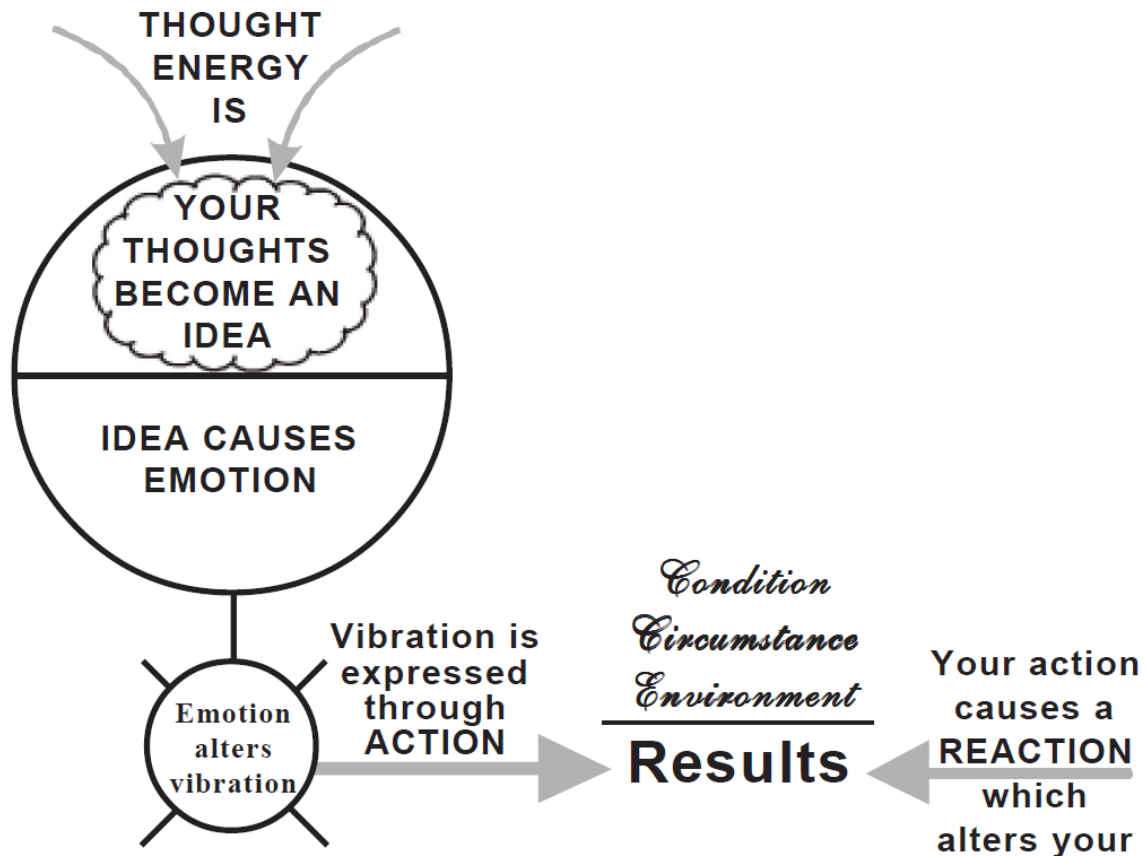 THOUGHT
ENERGY
IS
YOUR
THOUGHTS
BECOME AN
IDEA
IDEA CAUSES
EMOTION
Emotion
alters
vibration
Vibration is
expressed
through
ACTION
Condition
Circumstance
Environment
Results
Your action
causes a
REACTION
which
alters your